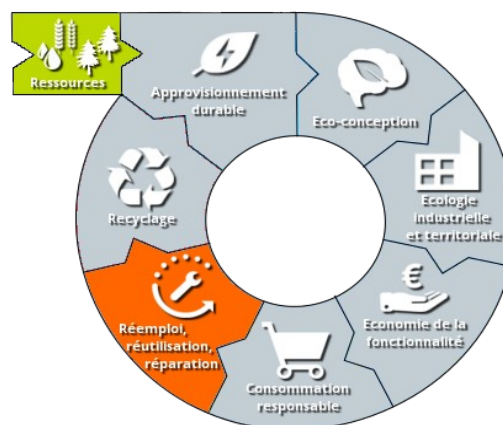 Ressources
Approvisionnement
durable
Eco-conception
Ecologie
industrielle
et territoriale
Economie de la
fonctionnalité
Consommation
responsable
Réemploi,
réutilisation,
réparation
Recyclage